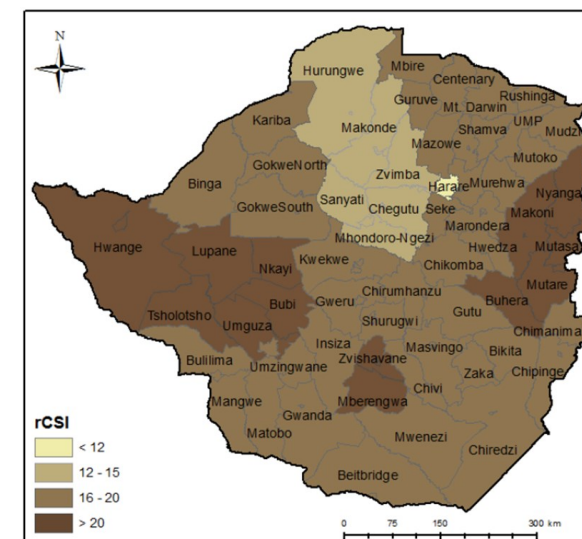 N
Hurungwe
Mbire
Centenary
Rushinga
Guruve
Mt. Darwin
Kariba
UMP
Makonde
Shamva
Mudzi
Mazowe
Mutoko
GokweNorth
Zvimba
Binga
Harare
Murehwa
Nyanga
Sanyati
GokweSouth
Chegutu
Seke
Makoni
Marondera
Mhondoro-Ngezi
Hwange
Lupane
Hwedza
Mutasa
Kwekwe
Nkayi
Chikomba
Mutare
Bubi
Chirumhanzu
Buhera
Gweru
Tsholotsho
Gutu
Umguza
Shurugwi
Chimanima
Insiza
Masvingo
Bulilima
Zvishavane
Bikita
Umzingwane
Zaka
Chipinge
Chivi
Mangwe
Mberengwa
Gwanda
Matobo
Mwenezi
Chiredzi
Beitbridge
rCSI
< 12
12 - 15
16 - 20
> 20
0 75 150 300 km